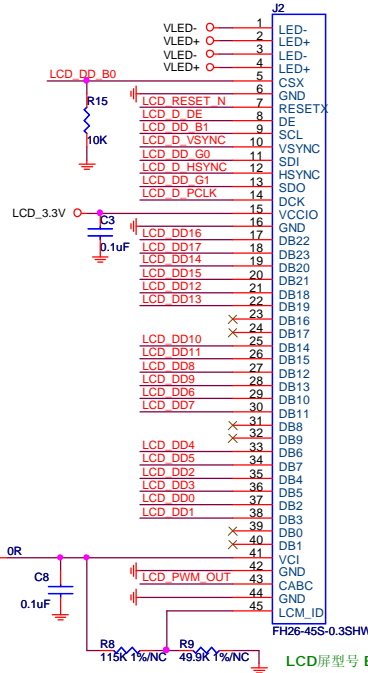 J2
VLED- 1 LED-
VLED+ 2 LED+
VLED- 3 LED-
VLED+ 4 LED+
LCD_DD_B0 5 CSX
6 GND
R15
10K
LCD_RESET_N 7 RESETX
LCD_D_DE 8 DE
LCD_DD_B1 9 SCL
LCD_D_VSYNC 10 VSYNC
LCD_DD_G0 11 SDI
LCD_D_HSYNC 12 HSYNC
LCD_DD_G1 13 SDO
LCD_D_PCLK 14 DCK
LCD_3.3V 15 VCCIO
C3
0.1uF
16 GND
LCD_DD16 17 DB22
LCD_DD17 18 DB23
LCD_DD14 19 DB20
LCD_DD15 20 DB21
LCD_DD12 21 DB18
LCD_DD13 22 DB19
23 DB16
24 DB17
LCD_DD10 25 DB14
LCD_DD11 26 DB15
LCD_DD8 27 DB12
LCD_DD9 28 DB13
LCD_DD6 29 DB10
LCD_DD7 30 DB11
31 DB8
32 DB9
LCD_DD4 33 DB6
LCD_DD5 34 DB7
LCD_DD2 35 DB4
LCD_DD3 36 DB5
LCD_DD0 37 DB2
LCD_DD1 38 DB3
39 DB0
40 DB1
0R 41 VCI
42 GND
C8
0.1uF
LCD_PWM_OUT 43 CABC
44 GND
45 LCM_ID
FH26-45S-0.3SHW
R8
115K 1%/NC
R9
49.9K 1%/NC
LCD屏型号 E